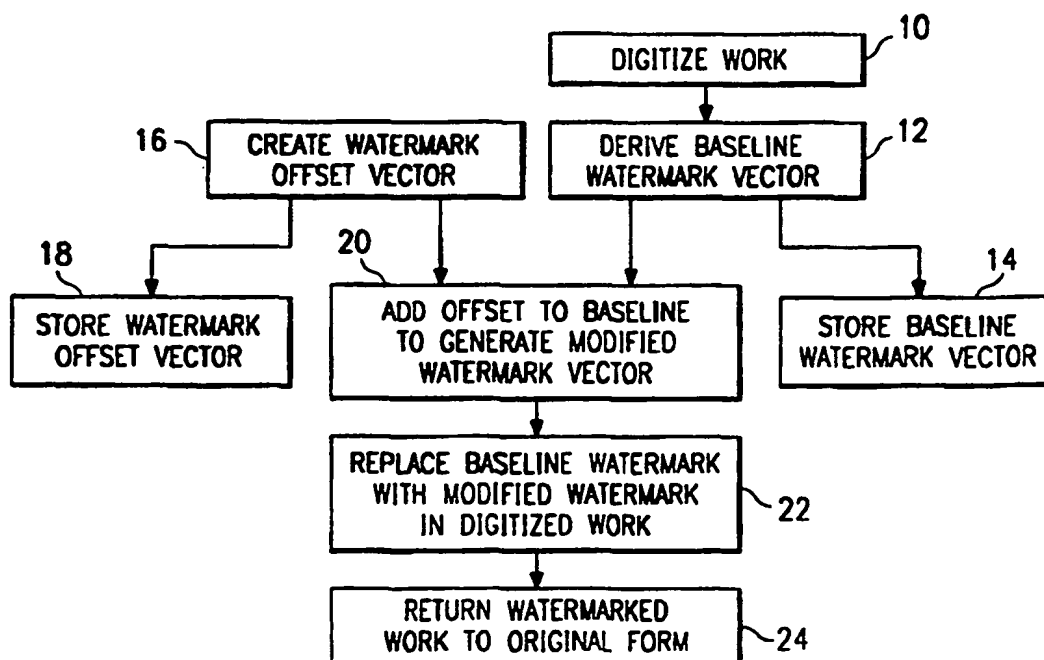 10
DIGITIZE WORK
16
CREATE WATERMARK
OFFSET VECTOR
DERIVE BASELINE
WATERMARK VECTOR
12
18
STORE WATERMARK
OFFSET VECTOR
20
ADD OFFSET TO BASELINE
TO GENERATE MODIFIED
WATERMARK VECTOR
14
STORE BASELINE
WATERMARK VECTOR
REPLACE BASELINE WATERMARK
WITH MODIFIED WATERMARK
IN DIGITIZED WORK
22
RETURN WATERMARKED
WORK TO ORIGINAL FORM
24